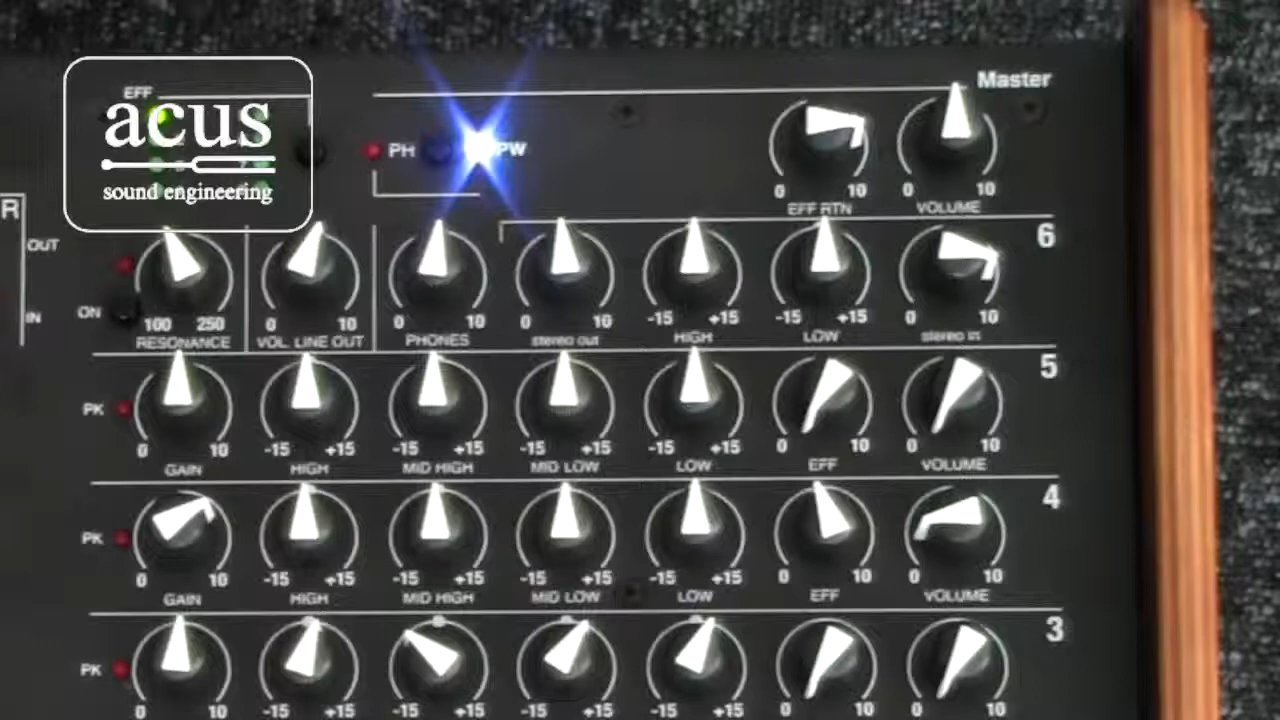 Master
EFF
acus
sound engineering
PH PW
0 10 0 10
EFF RTN VOLUME
R
OUT
6
IN
ON
100 250 0 10 0 10 0 10 -15 +15 -15 +15 0 10
RESONANCE VOL. LINE OUT PHONES stereo out HIGH LOW stereo in
5
PK
0 10 -15 +15 -15 +15 -15 +15 -15 +15 0 10 0 10
GAIN HIGH MID HIGH MID LOW LOW EFF VOLUME
4
PK
0 10 -15 +15 -15 +15 -15 +15 -15 +15 0 10 0 10
GAIN HIGH MID HIGH MID LOW LOW EFF VOLUME
3
PK
0 10 -15 +15 -15 +15 -15 +15 -15 +15 0 10 0 10